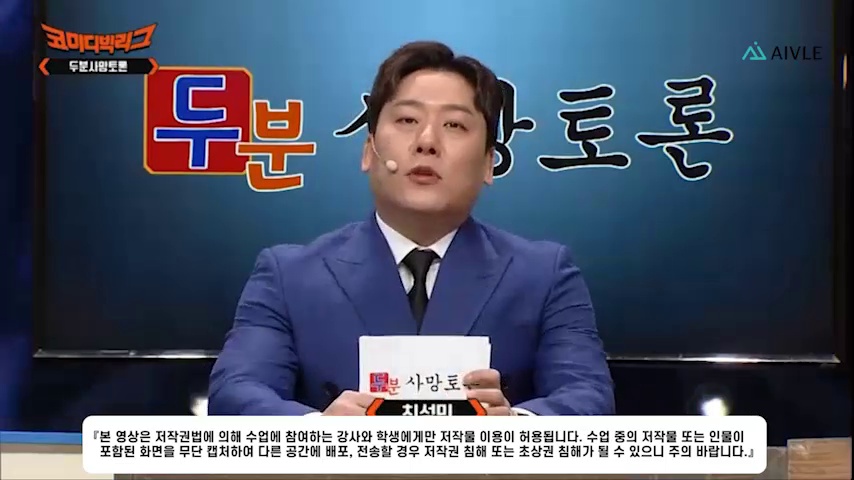 코미디빅리그
두분사망토론
AIVLE
두분 사망토론
두분 사망토론
최성민
『본 영상은 저작권법에 의해 수업에 참여하는 강사와 학생에게만 저작물 이용이 허용됩니다. 수업 중의 저작물 또는 인물이
포함된 화면을 무단 캡처하여 다른 공간에 배포, 전송할 경우 저작권 침해 또는 초상권 침해가 될 수 있으니 주의 바랍니다.』